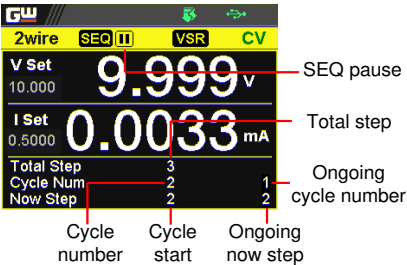 GW
2wire SEQ VSR CV
V Set
10.000
9.999 V
SEQ pause
I Set
0.5000
0.0033 mA
Total step
Total Step 3
Cycle Num 2 1
Now Step 2 2
Ongoing
cycle number
Cycle
number
Cycle
start
Ongoing
now step